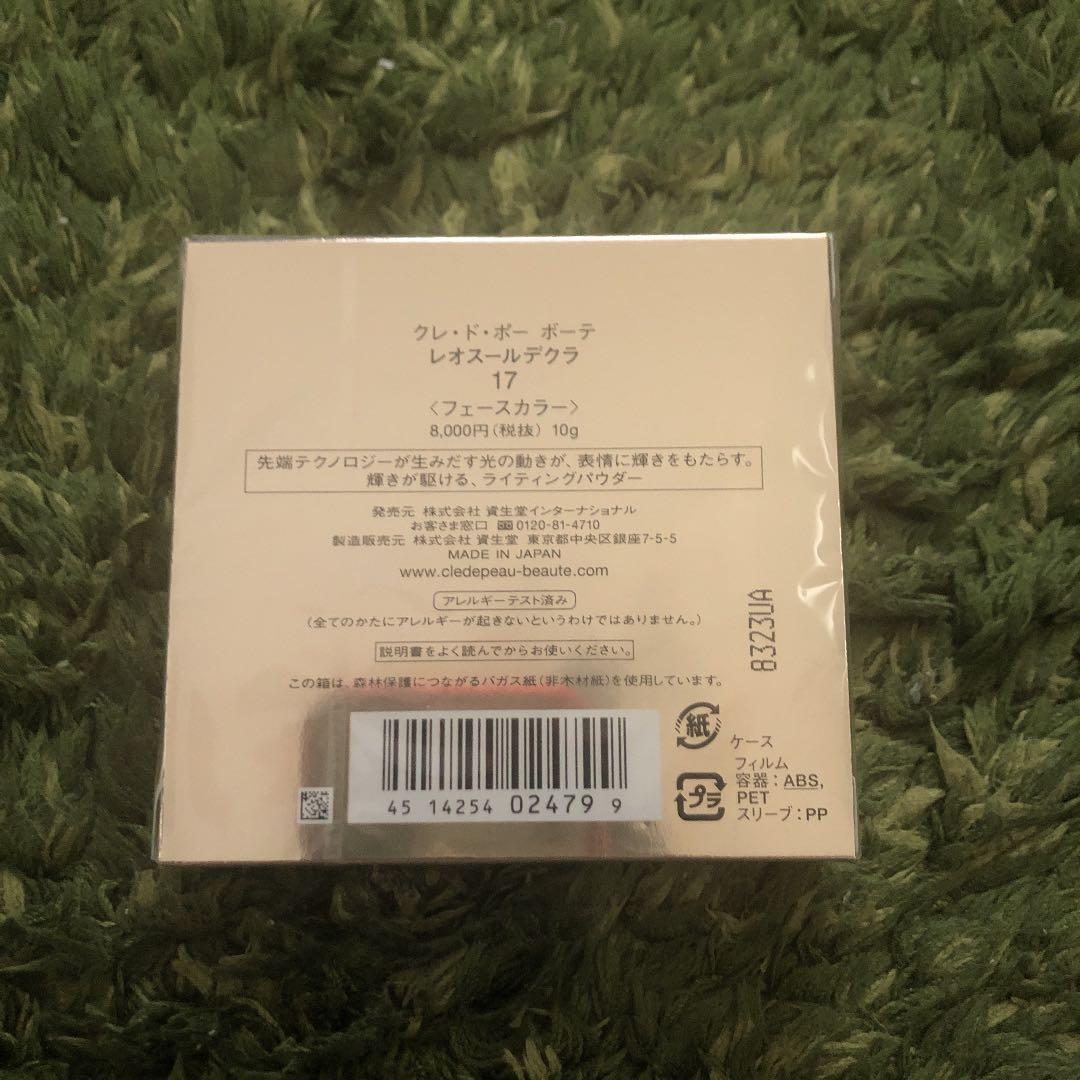 クレ・ド・ポー ボーテ
レオスールデクラ
17
〈フェースカラー〉
8,000円(税抜) 10g
先端テクノロジーが生みだす光の動きが、表情に輝きをもたらす。
輝きが駆ける、ライティングパウダー
発売元 株式会社 資生堂インターナショナル
お客さま窓口 0120-81-4710
製造販売元 株式会社 資生堂 東京都中央区銀座7-5-5
MADE IN JAPAN
www.cledepeau-beaute.com
アレルギーテスト済み
(全てのかたにアレルギーが起きないというわけではありません。)
説明書をよく読んでからお使いください。
この箱は、森林保護につながるバガス紙(非木材紙)を使用しています。
8323UA
45 14254 02479 9
紙
ケース
プラ
フィルム
容器:ABS,
PET
スリーブ:PP